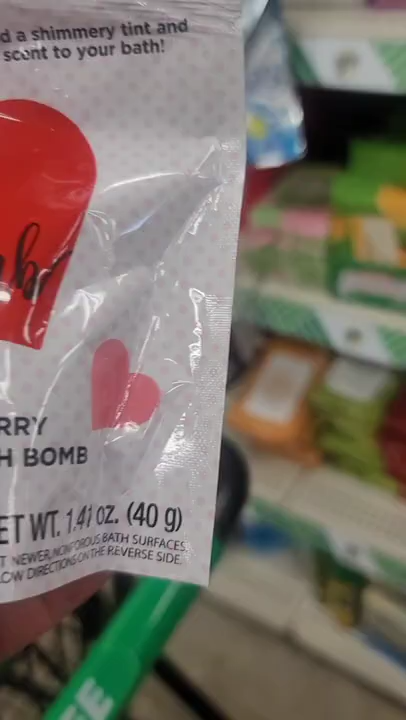 d a shimmery tint and
scent to your bath!
RRY
H BOMB
ET WT. 1.41 OZ. (40 g)
T NEWER, NONPOROUS BATH SURFACES.
LOW DIRECTIONS ON THE REVERSE SIDE.
EE